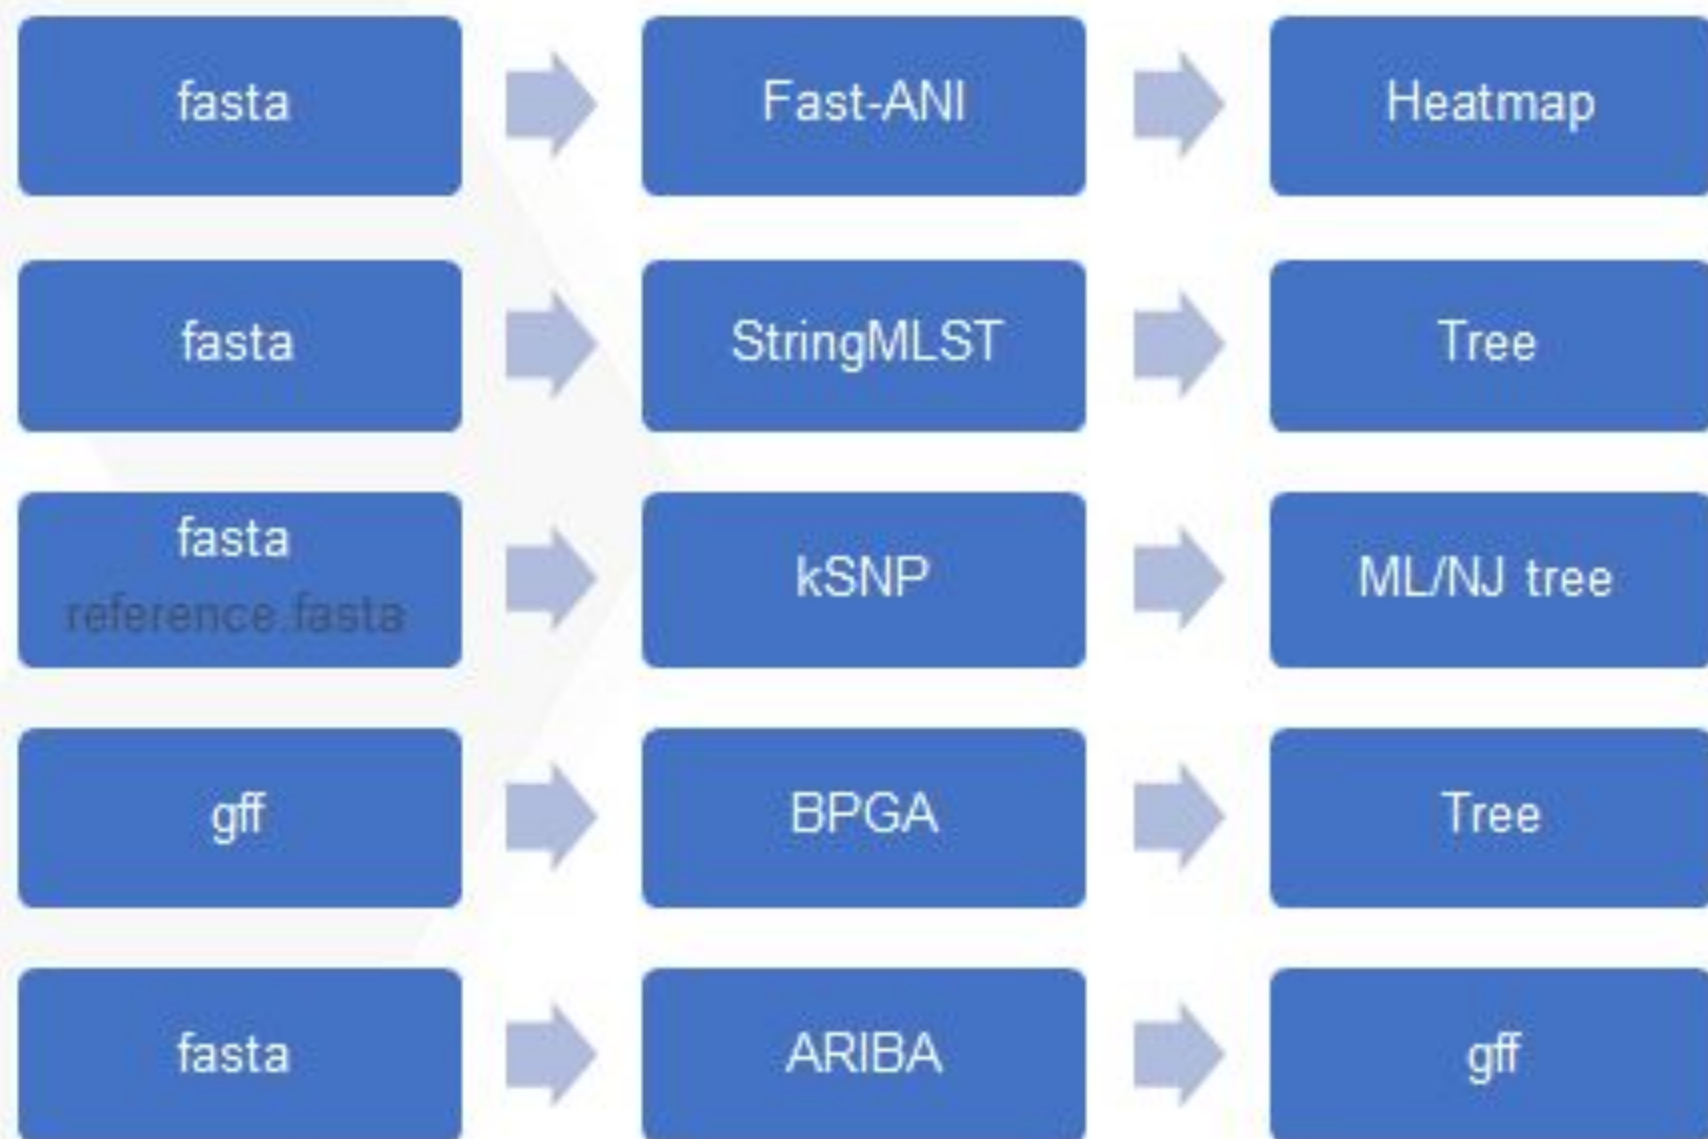 fasta
Fast-ANI
Heatmap
fasta
StringMLST
Tree
fasta
reference.fasta
kSNP
ML/NJ tree
gff
BPGA
Tree
fasta
ARIBA
gff